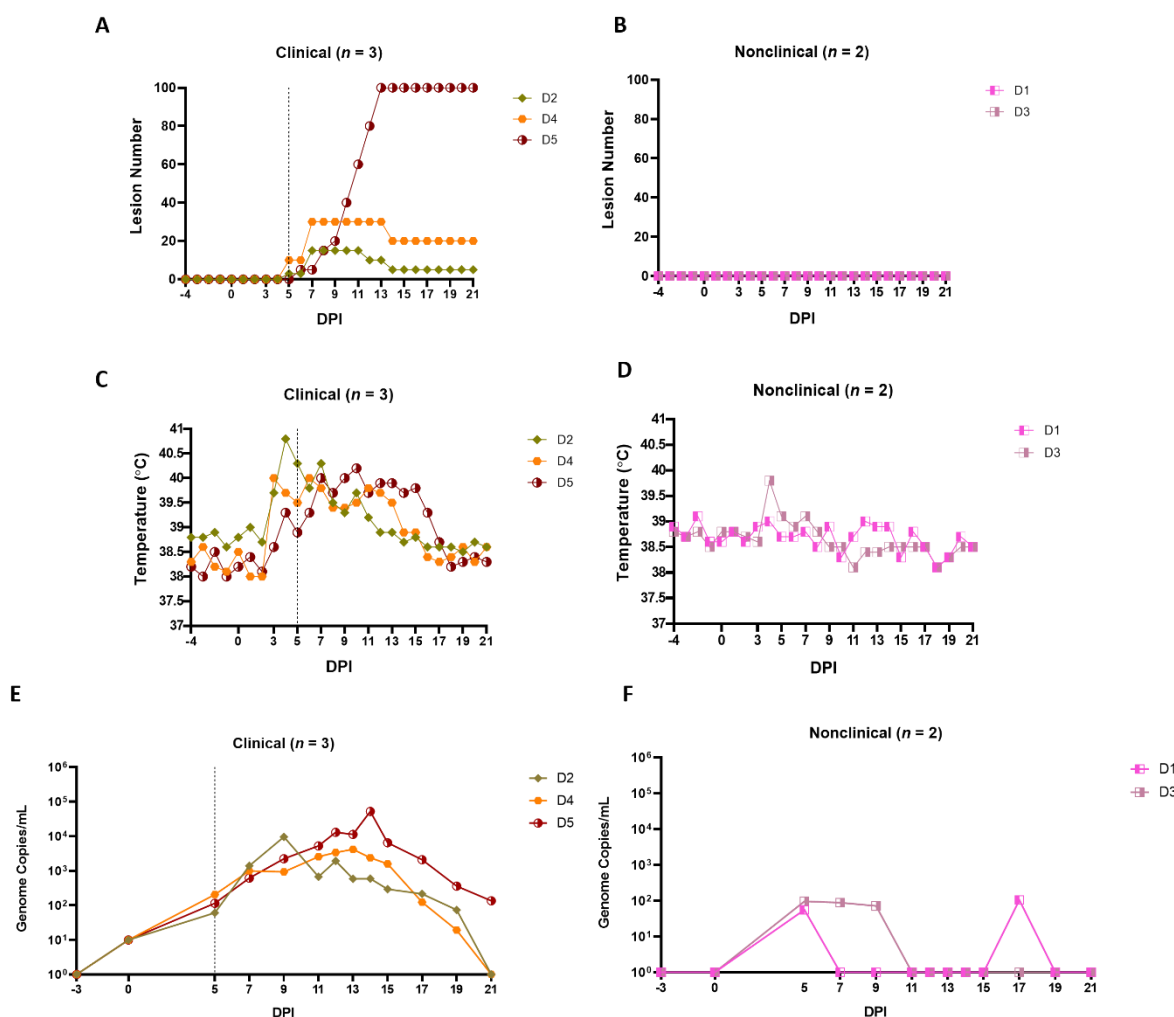 A
Clinical (n = 3)
Lesion Number
100
80
60
40
20
0
-4 0 3 5 7 9 11 13 15 17 19 21
DPI
D2
D4
D5
B
Nonclinical (n = 2)
Lesion Number
100
80
60
40
20
0
-4 0 3 5 7 9 11 13 15 17 19 21
DPI
D1
D3
C
Clinical (n = 3)
Temperature (°C)
41
40.5
40
39.5
39
38.5
38
37.5
37
-4 0 3 5 7 9 11 13 15 17 19 21
DPI
D2
D4
D5
D
Nonclinical (n = 2)
Temperature (°C)
41
40.5
40
39.5
39
38.5
38
37.5
37
-4 0 3 5 7 9 11 13 15 17 19 21
DPI
D1
D3
E
Clinical (n = 3)
Genome Copies/mL
10⁶
10⁵
10⁴
10³
10²
10¹
10⁰
-3 0 5 7 9 11 13 15 17 19 21
DPI
D2
D4
D5
F
Nonclinical (n = 2)
Genome Copies/mL
10⁶
10⁵
10⁴
10³
10²
10¹
10⁰
-3 0 5 7 9 11 13 15 17 19 21
DPI
D1
D3